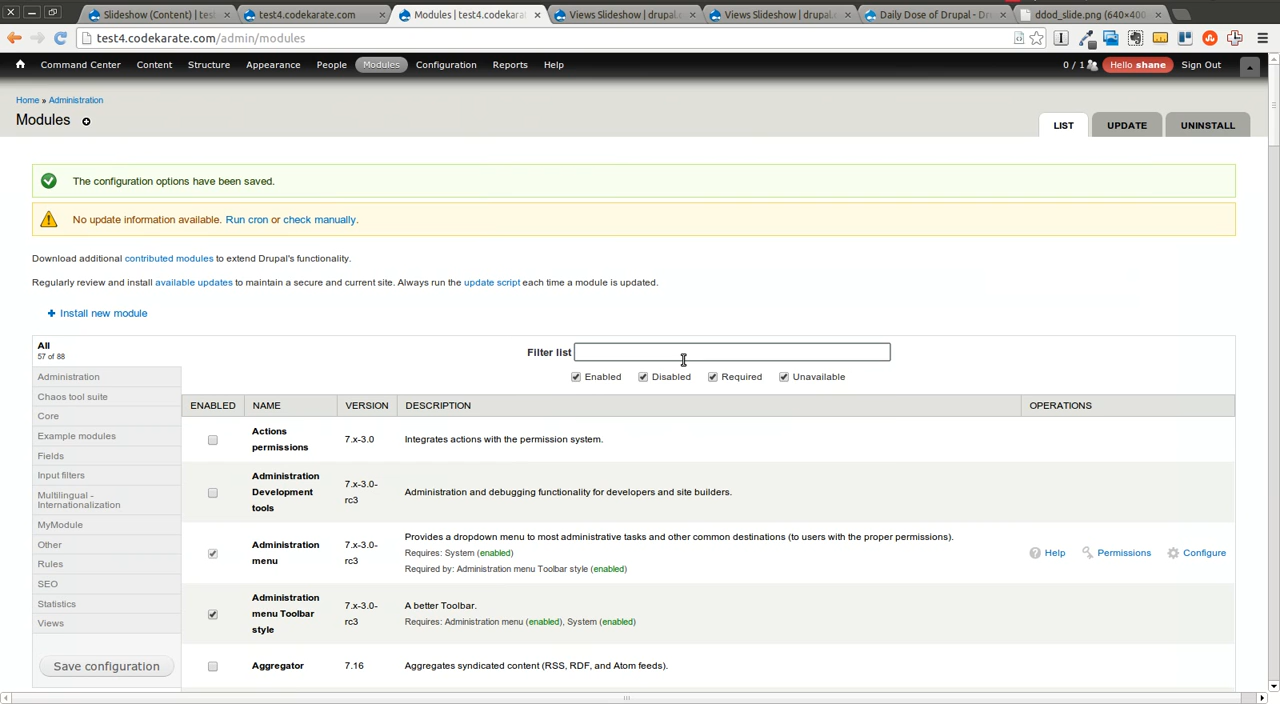 Slideshow (Content) | test
test4.codekarate.com
Modules | test4.codekarat
Views Slideshow | drupal.o
Views Slideshow | drupal.
Daily Dose of Drupal - Dr
ddod_slide.png (640×400
test4.codekarate.com/admin/modules
Command Center Content Structure Appearance People Modules Configuration Reports Help 0 / 1 Hello shane Sign Out
Home » Administration
Modules
LIST UPDATE UNINSTALL
The configuration options have been saved.
No update information available. Run cron or check manually.
Download additional contributed modules to extend Drupal's functionality.
Regularly review and install available updates to maintain a secure and current site. Always run the update script each time a module is updated.
Install new module
All
57 of 88
Administration
Chaos tool suite
Core
Example modules
Fields
Input filters
Multilingual -
Internationalization
MyModule
Other
Rules
SEO
Statistics
Views
Save configuration
Filter list
Enabled Disabled Required Unavailable
ENABLED NAME VERSION DESCRIPTION OPERATIONS
Actions
permissions
7.x-3.0
Integrates actions with the permission system.
Administration
Development
tools
7.x-3.0-
rc3
Administration and debugging functionality for developers and site builders.
Administration
menu
7.x-3.0-
rc3
Provides a dropdown menu to most administrative tasks and other common destinations (to users with the proper permissions).
Requires: System (enabled)
Required by: Administration menu Toolbar style (enabled)
Help Permissions Configure
Administration
menu Toolbar
style
7.x-3.0-
rc3
A better Toolbar.
Requires: Administration menu (enabled), System (enabled)
Aggregator
7.16
Aggregates syndicated content (RSS, RDF, and Atom feeds).